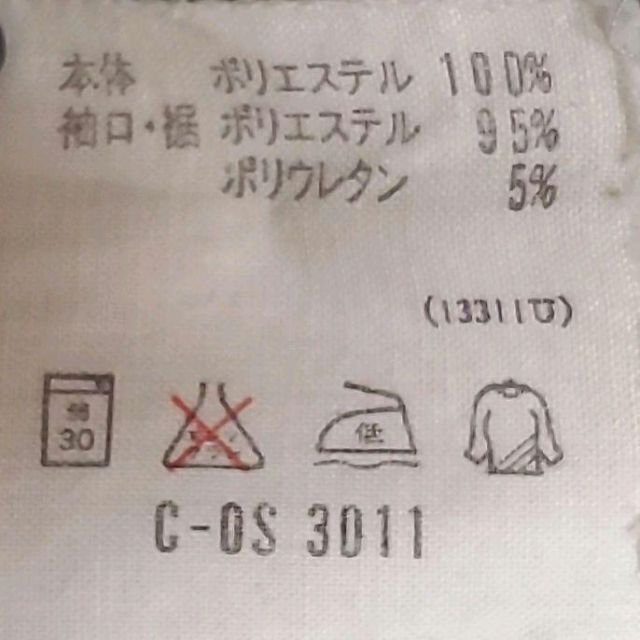 本体 ポリエステル 100%
袖口・裾 ポリエステル 95%
ポリウレタン 5%
(13311ਹ)
30
低
C-OS 3011